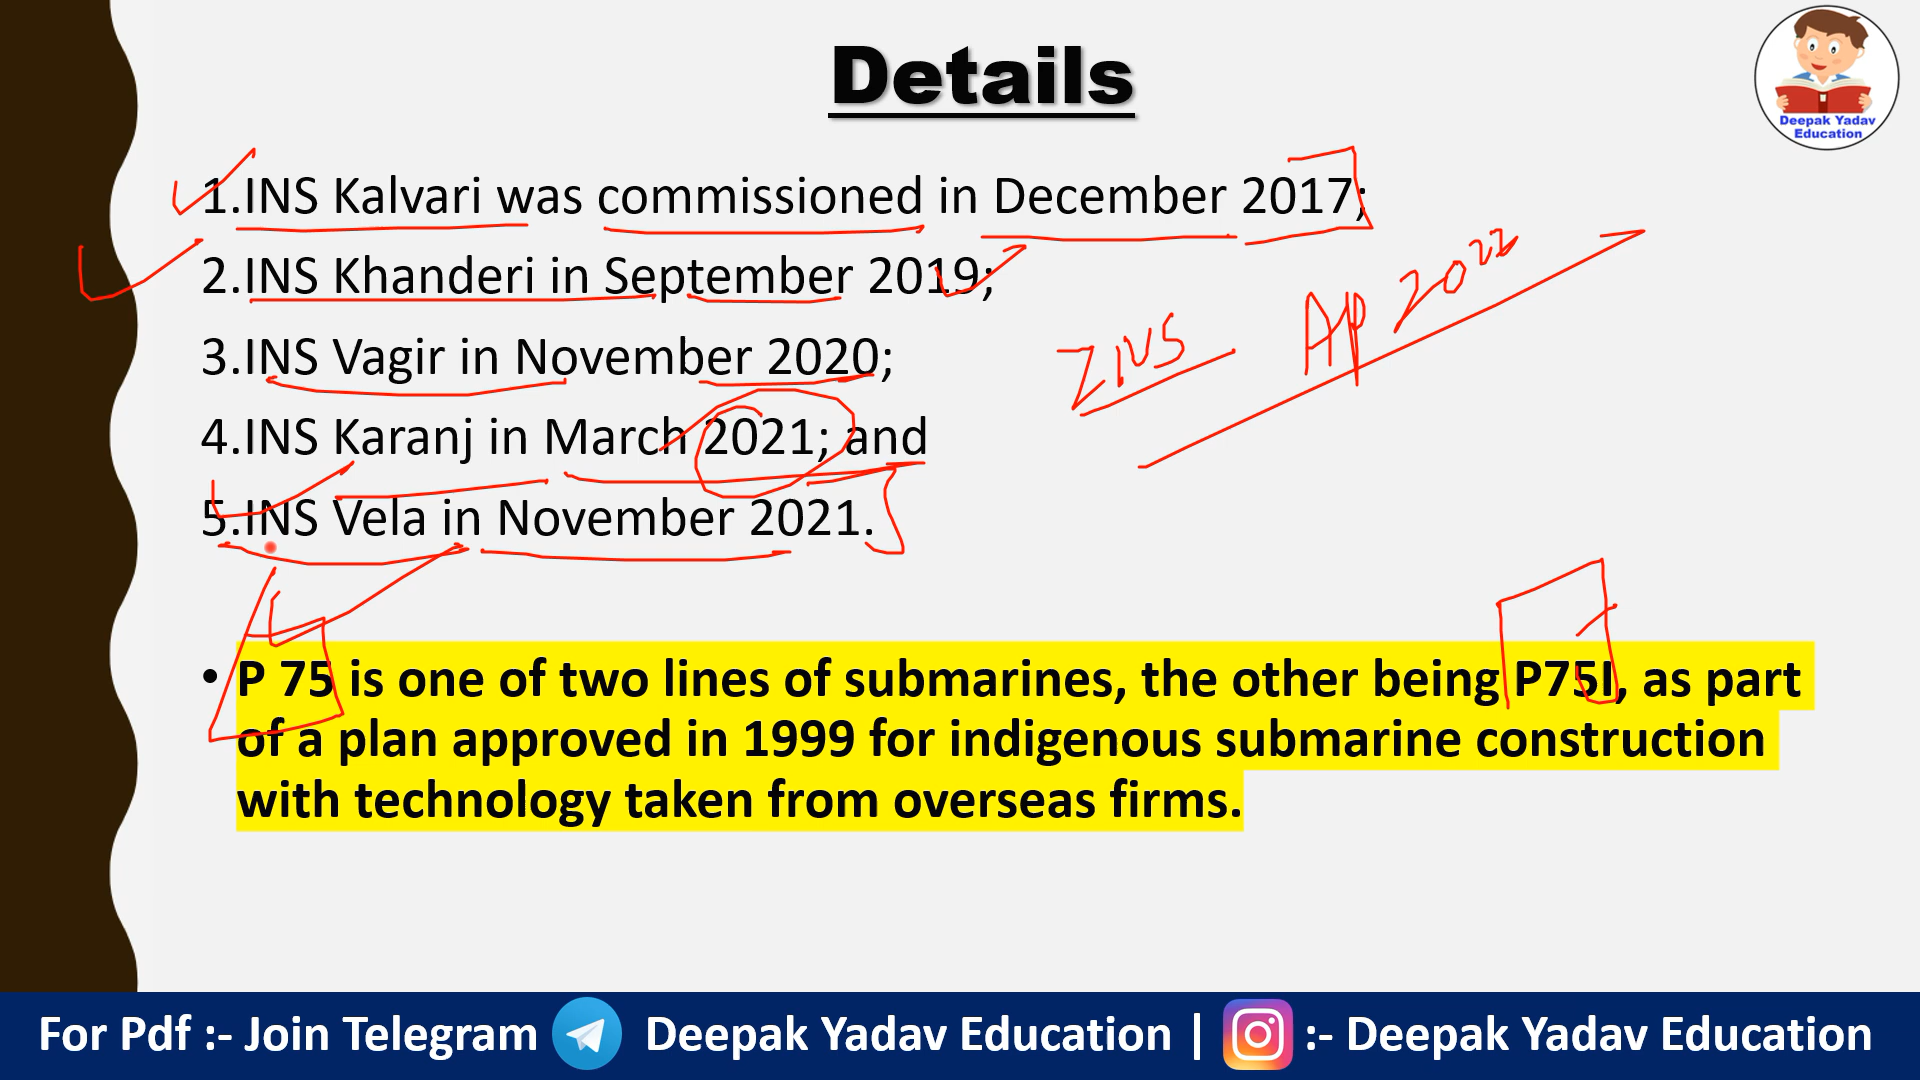 Details
Deepak Yadav
Education
1.INS Kalvari was commissioned in December 2017;
2.INS Khanderi in September 2019;
3.INS Vagir in November 2020;
4.INS Karanj in March 2021; and
5.INS Vela in November 2021.
Ap 2022
• P 75 is one of two lines of submarines, the other being P75I, as part
of a plan approved in 1999 for indigenous submarine construction
with technology taken from overseas firms.
For Pdf :- Join Telegram Deepak Yadav Education | :- Deepak Yadav Education